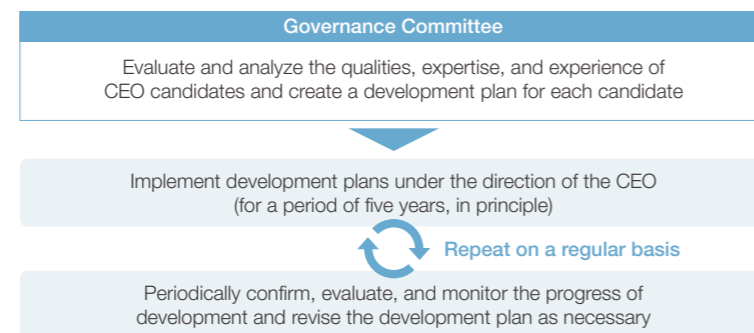 Governance Committee
Evaluate and analyze the qualities, expertise, and experience of
CEO candidates and create a development plan for each candidate
Implement development plans under the direction of the CEO
(for a period of five years, in principle)
Repeat on a regular basis
Periodically confirm, evaluate, and monitor the progress of
development and revise the development plan as necessary